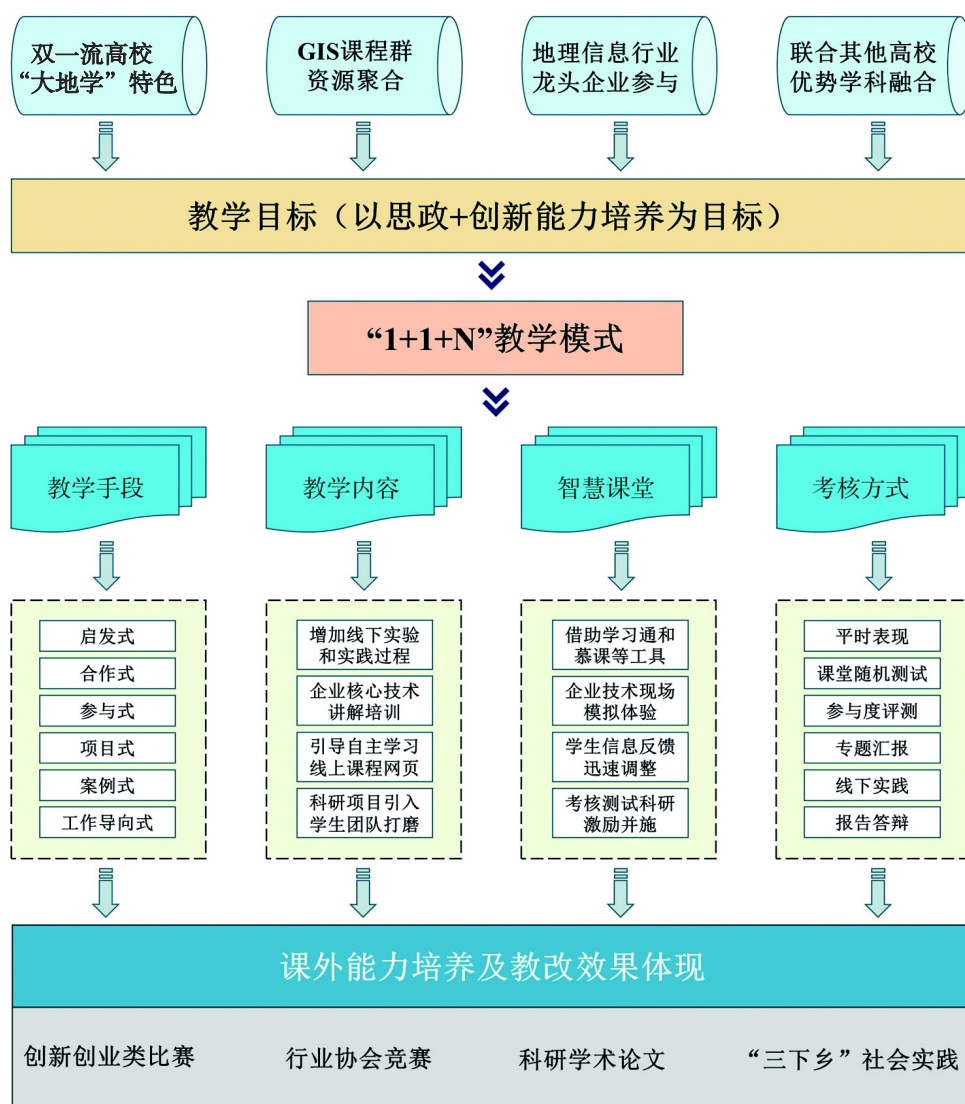 双一流高校
“大地学”特色
GIS课程群
资源聚合
地理信息行业
龙头企业参与
联合其他高校
优势学科融合
教学目标（以思政+创新能力培养为目标）
“1+1+N”教学模式
教学手段
教学内容
智慧课堂
考核方式
启发式
合作式
参与式
项目式
案例式
工作导向式
增加线下实验
和实践过程
企业核心技术
讲解培训
引导自主学习
线上课程网页
科研项目引入
学生团队打磨
借助学习通和
慕课等工具
企业技术现场
模拟体验
学生信息反馈
迅速调整
考核测试科研
激励并施
平时表现
课堂随机测试
参与度评测
专题汇报
线下实践
报告答辩
课外能力培养及教改效果体现
创新创业类比赛
行业协会竞赛
科研学术论文
“三下乡”社会实践